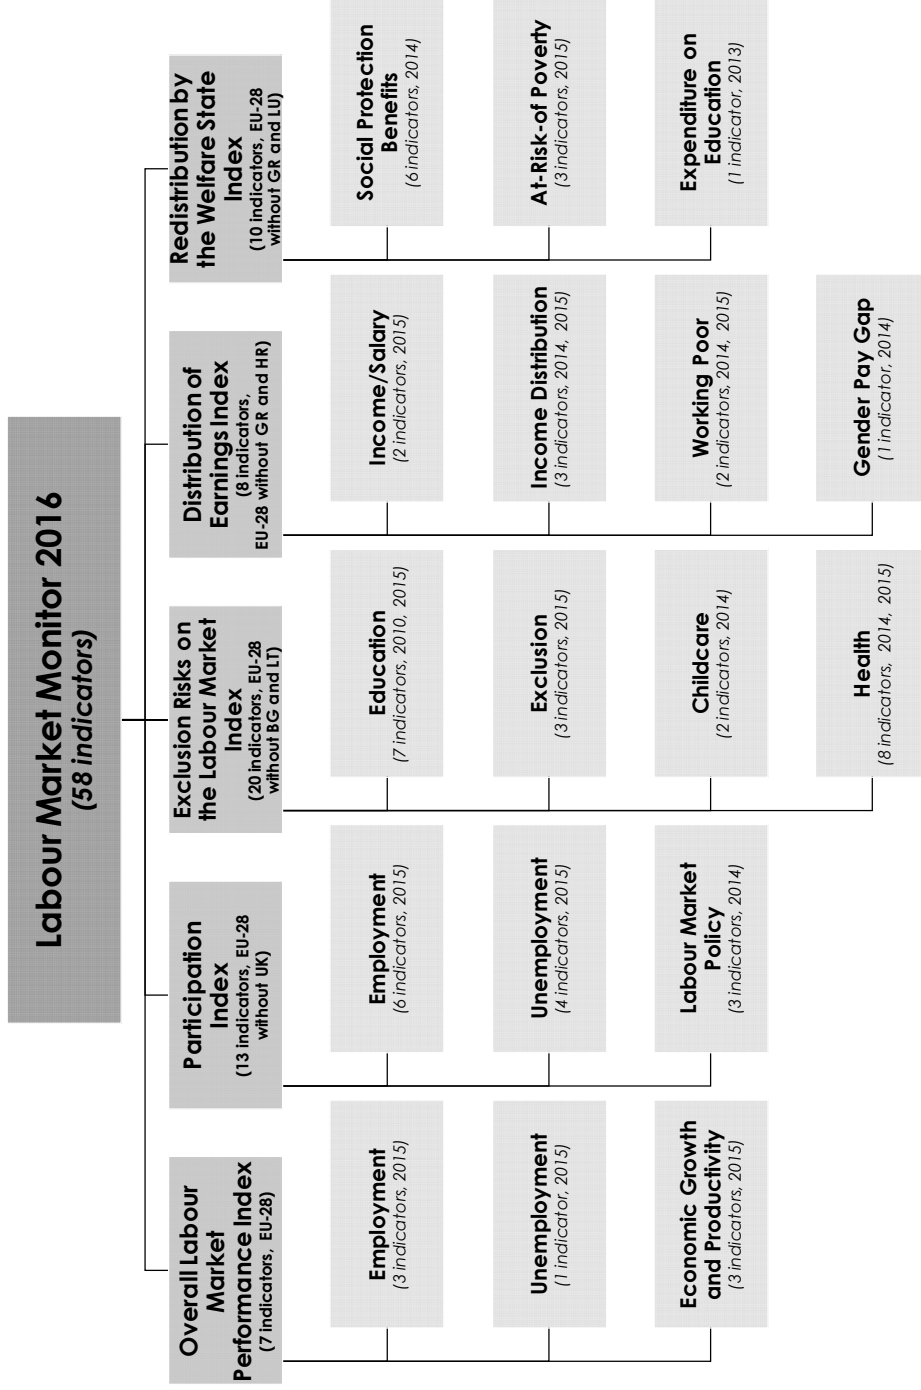 Labour Market Monitor 2016
(58 indicators)
Overall Labour
Market
Performance Index
(7 indicators, EU-28)
Employment
(3 indicators, 2015)
Unemployment
(1 indicator, 2015)
Economic Growth
and Productivity
(3 indicators, 2015)
Participation
Index
(13 indicators, EU-28
without UK)
Employment
(6 indicators, 2015)
Unemployment
(4 indicators, 2015)
Labour Market
Policy
(3 indicators, 2014)
Exclusion Risks on
the Labour Market
Index
(20 indicators, EU-28
without BG and LT)
Education
(7 indicators, 2010, 2015)
Exclusion
(3 indicators, 2015)
Childcare
(2 indicators, 2014)
Health
(8 indicators, 2014, 2015)
Distribution of
Earnings Index
(8 indicators,
EU-28 without GR and HR)
Income/Salary
(2 indicators, 2015)
Income Distribution
(3 indicators, 2014, 2015)
Working Poor
(2 indicators, 2014, 2015)
Gender Pay Gap
(1 indicator, 2014)
Redistribution by
the Welfare State
Index
(10 indicators, EU-28
without GR and LU)
Social Protection
Benefits
(6 indicators, 2014)
At-Risk-of Poverty
(3 indicators, 2015)
Expenditure on
Education
(1 indicator, 2013)